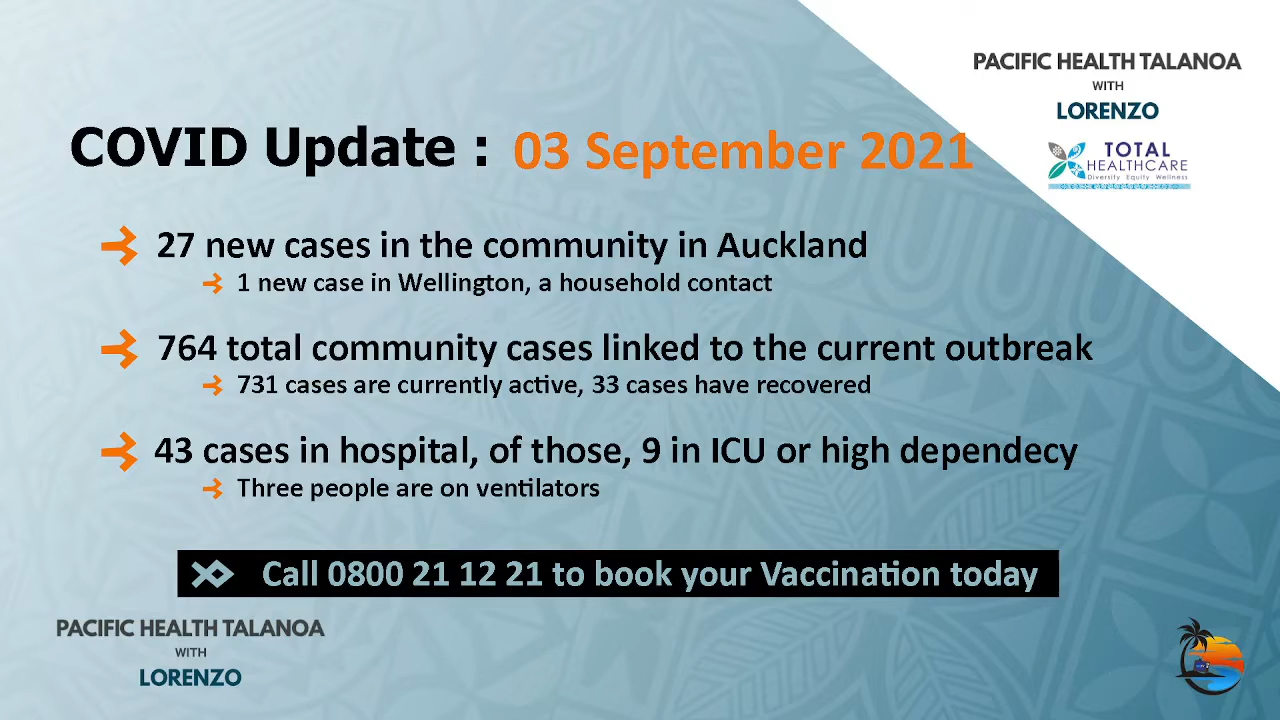 PACIFIC HEALTH TALANOA
WITH
LORENZO
TOTAL
HEALTHCARE
Diversity Equity Wellness
COVID Update : 03 September 2021
27 new cases in the community in Auckland
1 new case in Wellington, a household contact
764 total community cases linked to the current outbreak
731 cases are currently active, 33 cases have recovered
43 cases in hospital, of those, 9 in ICU or high dependecy
Three people are on ventilators
Call 0800 21 12 21 to book your Vaccination today
PACIFIC HEALTH TALANOA
WITH
LORENZO